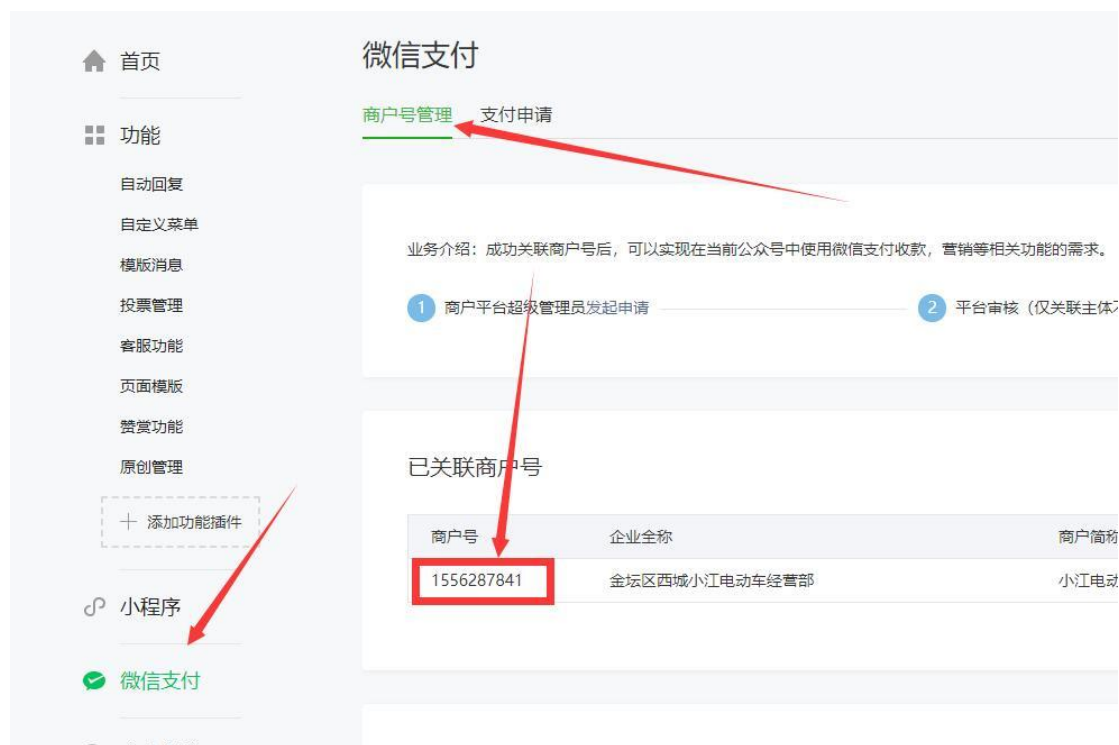 首页
功能
自动回复
自定义菜单
模版消息
投票管理
客服功能
页面模版
赞赏功能
原创管理
添加功能插件
小程序
微信支付
微信支付
商户号管理 支付申请
业务介绍：成功关联商户号后，可以实现在当前公众号中使用微信支付收款，营销等相关功能的需求。
1 商户平台超级管理员发起申请 2 平台审核（仅关联主体
已关联商户号
商户号 企业全称 商户简称
1556287841 金坛区西城小江电动车经营部 小江电动